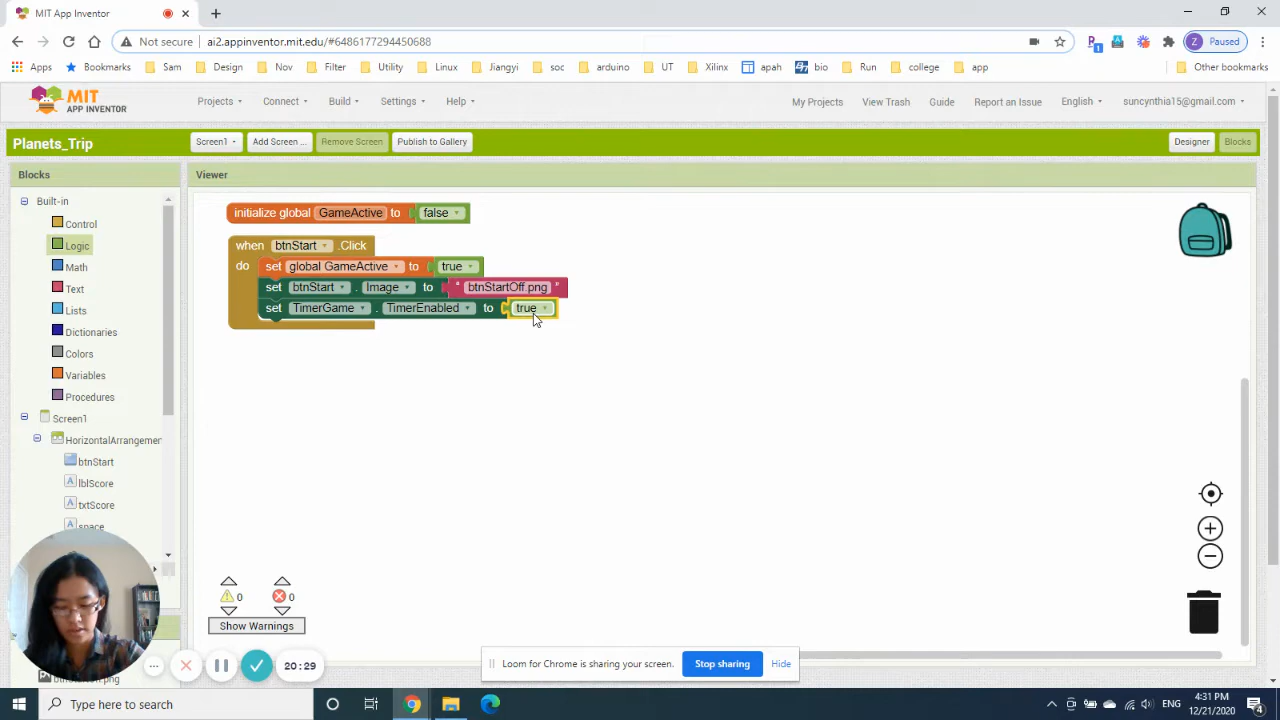 MIT App Inventor
Not secure
ai2.appinventor.mit.edu/#6486177294450688
Z Paused
Apps Bookmarks Sam Design Nov Filter Utility Linux Jiangyi soc arduino UT Xilinx apah bio Run college app Other bookmarks
MIT
APP INVENTOR
Projects Connect Build Settings Help My Projects View Trash Guide Report an Issue English suncynthia15@gmail.com
Planets_Trip Screen1 Add Screen ... Remove Screen Publish to Gallery Designer Blocks
Blocks
Viewer
Built-in
Control
Logic
Math
Text
Lists
Dictionaries
Colors
Variables
Procedures
Screen1
HorizontalArrangemen
btnStart
lblScore
txtScore
space
initialize global GameActive to false
when btnStart .Click
do set global GameActive to true
set btnStart . Image to " btnStartOff.png "
set TimerGame . TimerEnabled to true
0 0
Show Warnings
20:29
Loom for Chrome is sharing your screen. Stop sharing Hide
Type here to search
ENG
4:31 PM
12/21/2020
4